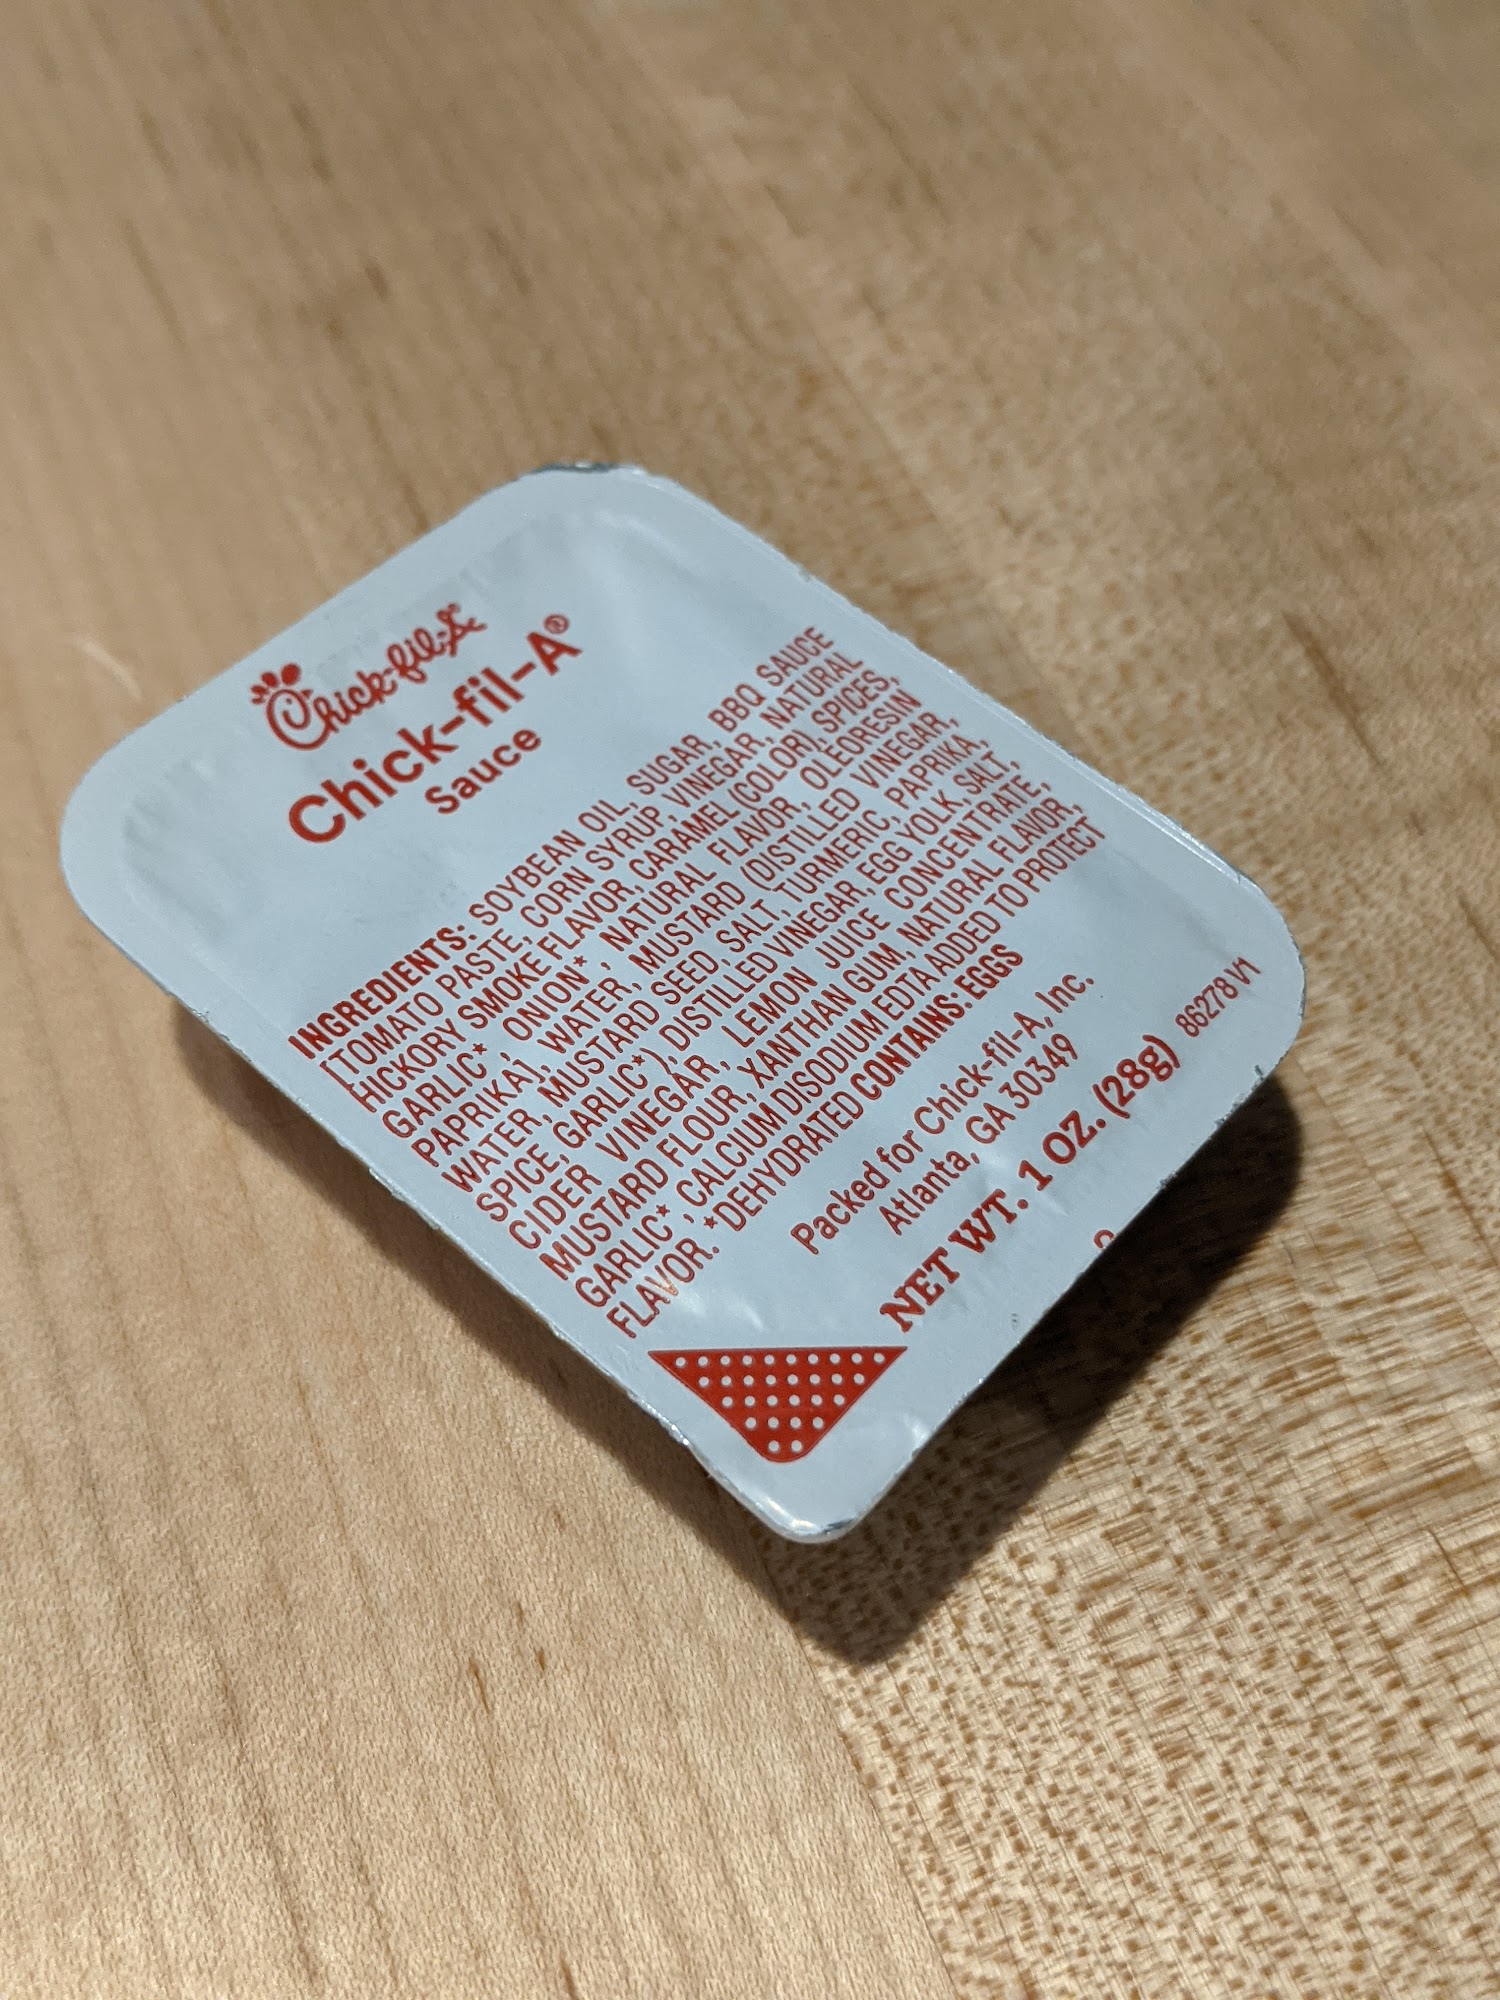 Chick-fil-A
Chick-fil-A®
Sauce
INGREDIENTS: SOYBEAN OIL, SUGAR, BBQ SAUCE
[TOMATO PASTE, CORN SYRUP, VINEGAR, NATURAL
HICKORY SMOKE FLAVOR, CARAMEL (COLOR), SPICES,
GARLIC*, ONION*, NATURAL FLAVOR, OLEORESIN
PAPRIKA], WATER, MUSTARD (DISTILLED VINEGAR,
WATER, MUSTARD SEED, SALT, TURMERIC, PAPRIKA,
SPICE, GARLIC*), DISTILLED VINEGAR, EGG YOLK, SALT,
CIDER VINEGAR, LEMON JUICE CONCENTRATE,
MUSTARD FLOUR, XANTHAN GUM, NATURAL FLAVOR,
GARLIC*, CALCIUM DISODIUM EDTA ADDED TO PROTECT
FLAVOR. *DEHYDRATED CONTAINS: EGGS
Packed for Chick-fil-A, Inc.
Atlanta, GA 30349
NET WT. 1 OZ. (28g)
86278 V1